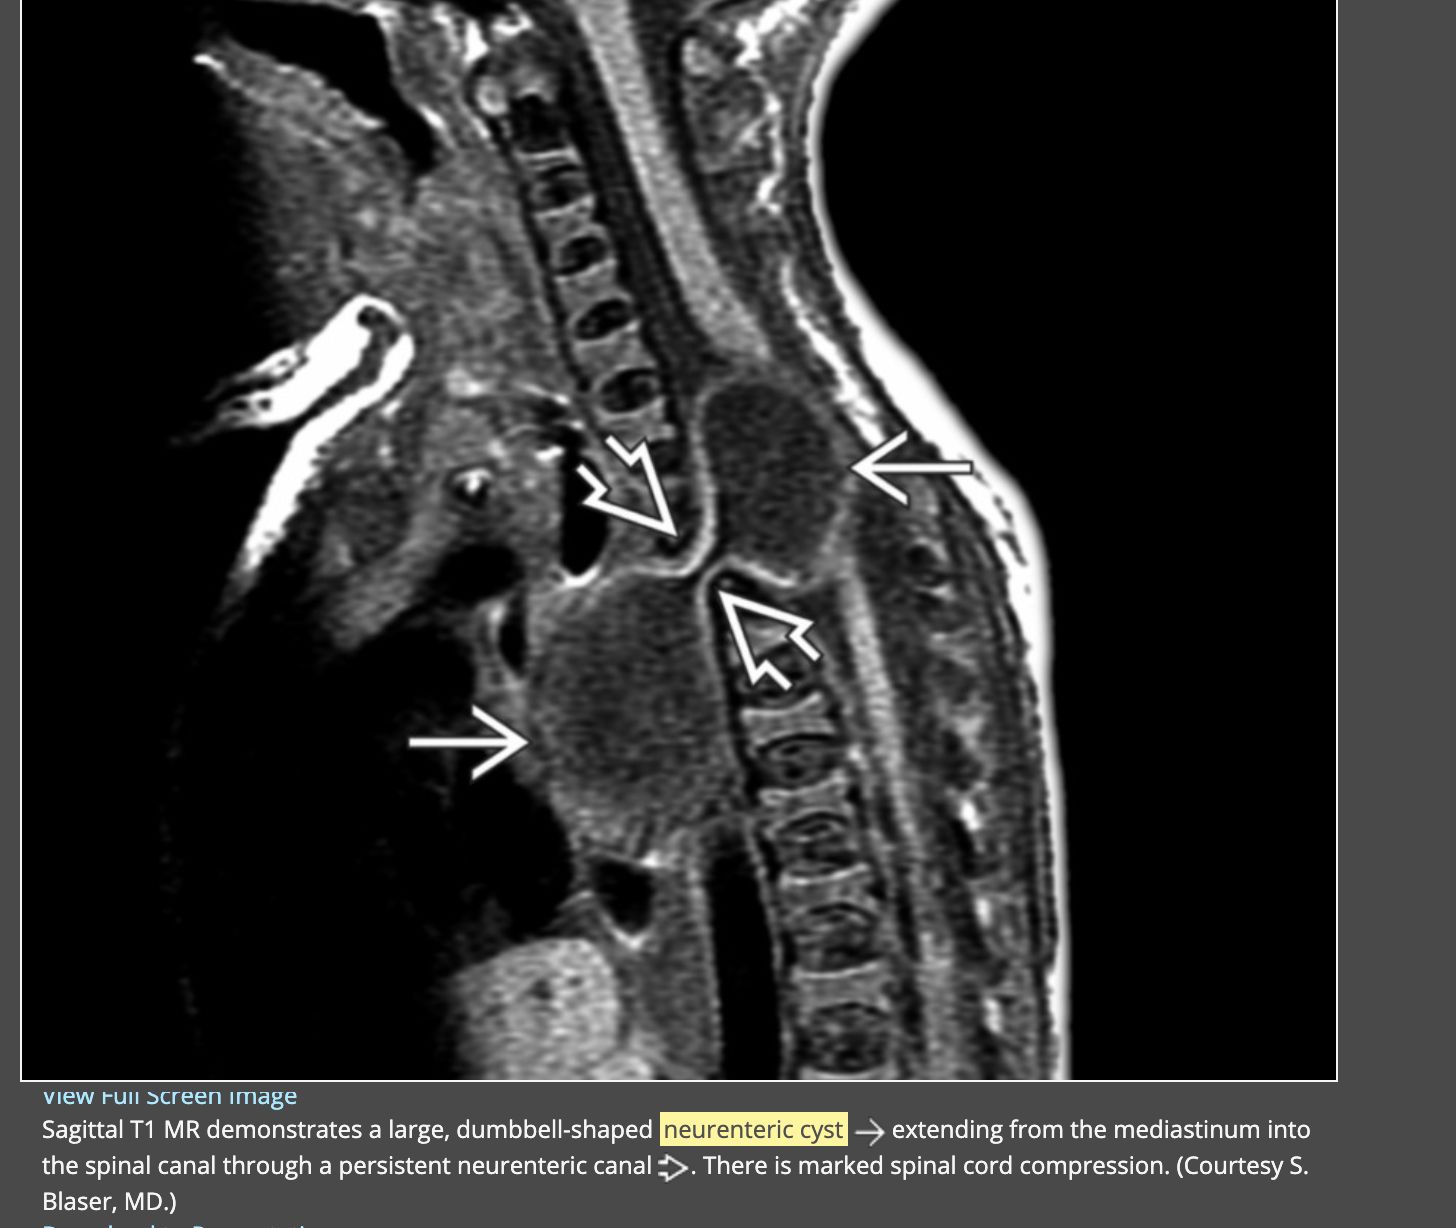 View Full Screen Image
Sagittal T1 MR demonstrates a large, dumbbell-shaped neurenteric cyst extending from the mediastinum into
the spinal canal through a persistent neurenteric canal . There is marked spinal cord compression. (Courtesy S.
Blaser, MD.)